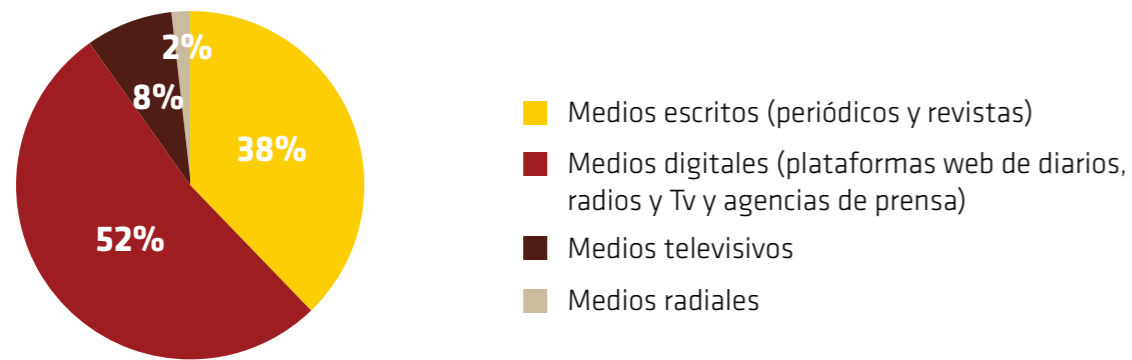 2%
8%
38%
52%
Medios escritos (periódicos y revistas)
Medios digitales (plataformas web de diarios,
radios y Tv y agencias de prensa)
Medios televisivos
Medios radiales